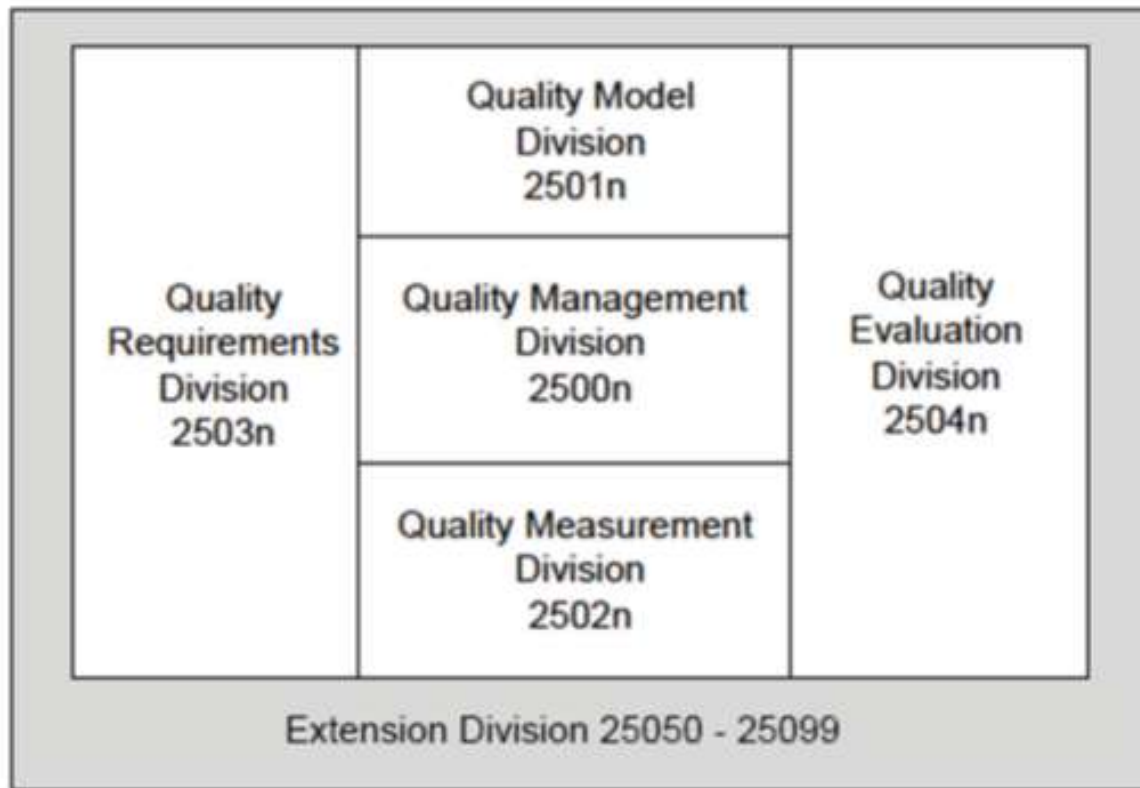 Quality Model
Division
2501n
Quality
Requirements
Division
2503n
Quality Management
Division
2500n
Quality
Evaluation
Division
2504n
Quality Measurement
Division
2502n
Extension Division 25050 - 25099